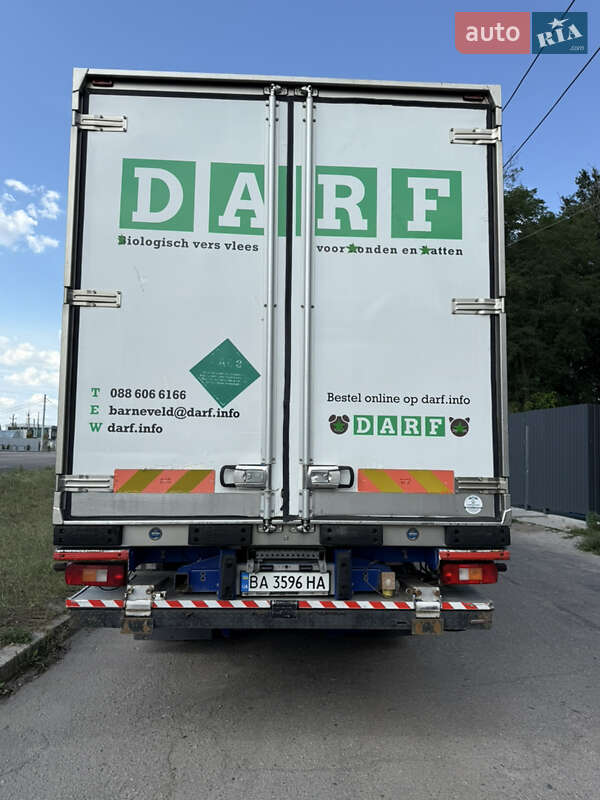 auto RIA.com
DARF
Biologisch vers vlees voor honden en katten
T 088 606 6166
E barneveld@darf.info
W darf.info
Bestel online op darf.info
DARF
BA 3596 HA